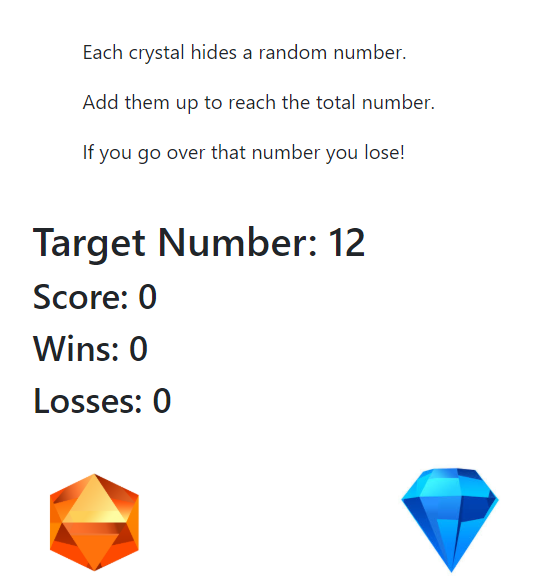 Each crystal hides a random number.
Add them up to reach the total number.
If you go over that number you lose!
Target Number: 12
Score: 0
Wins: 0
Losses: 0